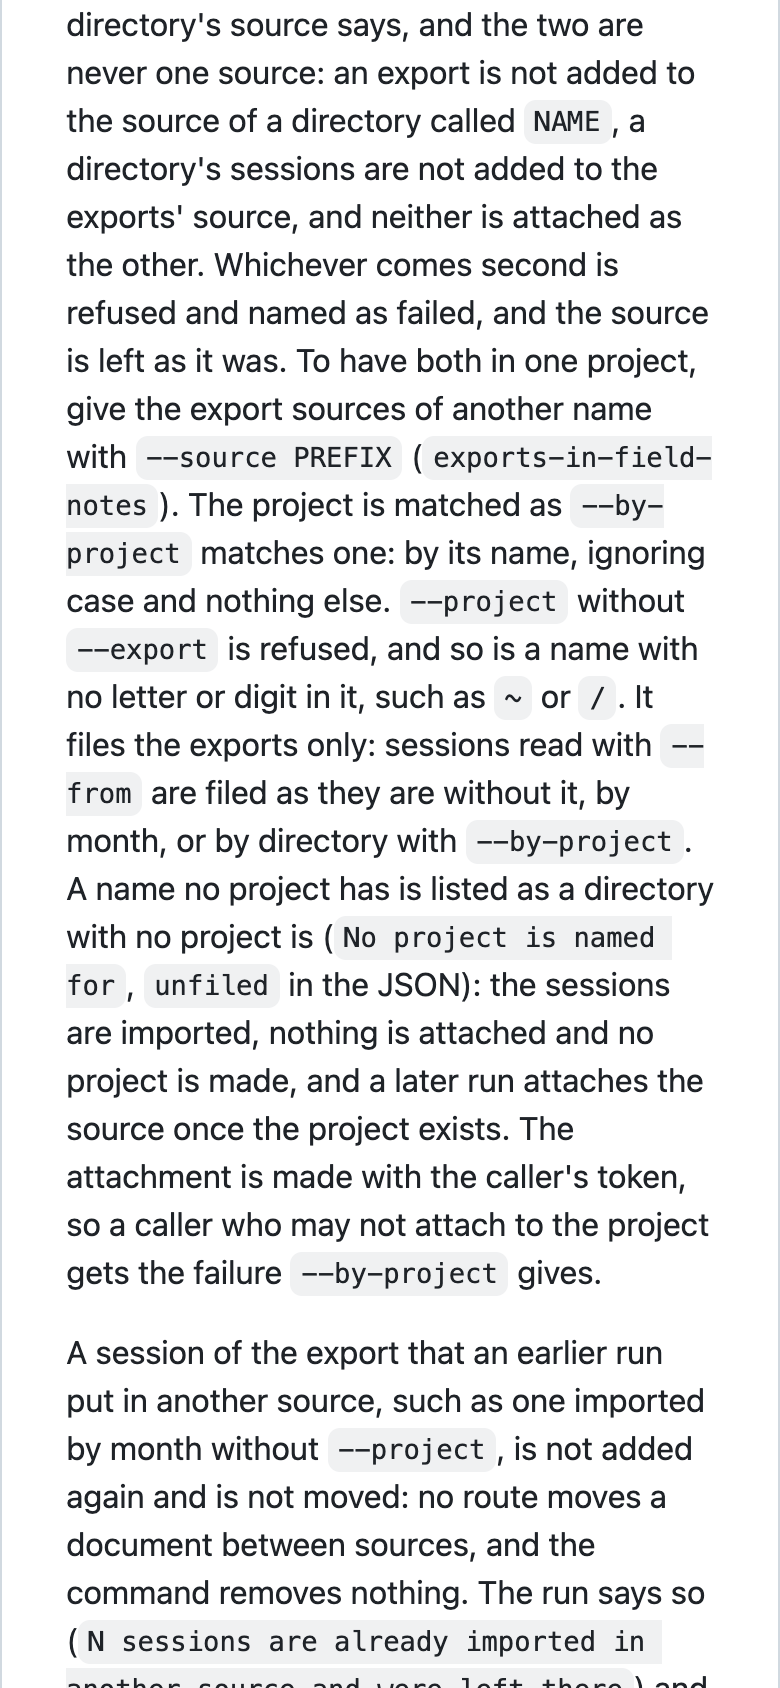 directory's source says, and the two are
never one source: an export is not added to
the source of a directory called NAME, a
directory's sessions are not added to the
exports' source, and neither is attached as
the other. Whichever comes second is
refused and named as failed, and the source
is left as it was. To have both in one project,
give the export sources of another name
with --source PREFIX (exports-in-field-
notes). The project is matched as --by-
project matches one: by its name, ignoring
case and nothing else. --project without
--export is refused, and so is a name with
no letter or digit in it, such as ~ or /. It
files the exports only: sessions read with --
from are filed as they are without it, by
month, or by directory with --by-project.
A name no project has is listed as a directory
with no project is (No project is named
for, unfiled in the JSON): the sessions
are imported, nothing is attached and no
project is made, and a later run attaches the
source once the project exists. The
attachment is made with the caller's token,
so a caller who may not attach to the project
gets the failure --by-project gives.
A session of the export that an earlier run
put in another source, such as one imported
by month without --project, is not added
again and is not moved: no route moves a
document between sources, and the
command removes nothing. The run says so
(N sessions are already imported in
another source and were left there) and